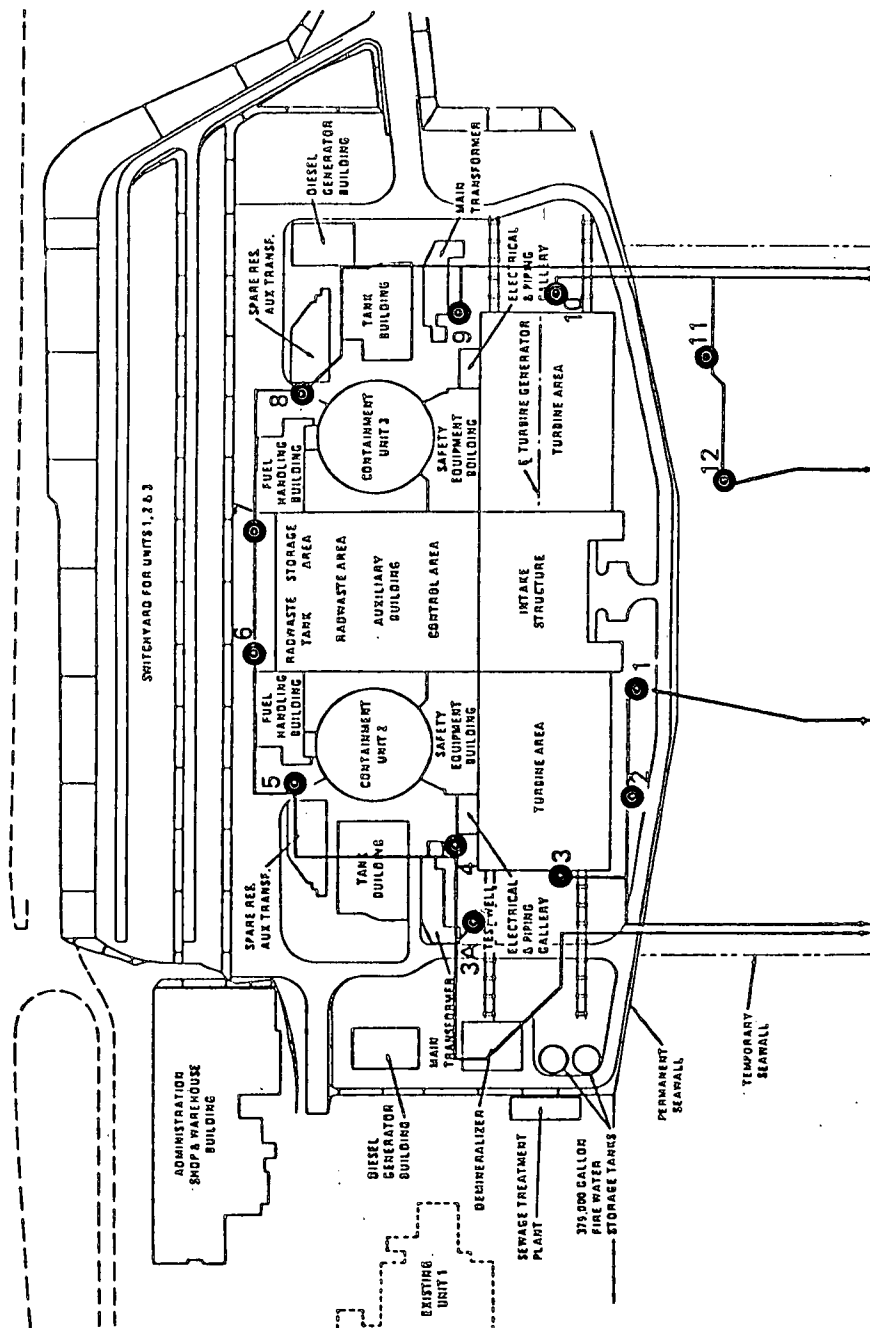 SWITCHYARD FOR UNITS 1, 2 & 3
ADMINISTRATION
SHOP & WAREHOUSE
BUILDING
SPARE RES.
AUX TRANSF.
TANK
BUILDING
5
FUEL
HANDLING
BUILDING
6
RADWASTE STORAGE
TANK AREA
RADWASTE AREA
AUXILIARY
BUILDING
CONTROL AREA
FUEL
HANDLING
BUILDING
8
SPARE RES.
AUX TRANSF.
TANK
BUILDING
DIESEL
GENERATOR
BUILDING
MAIN
TRANSFORMER
CONTAINMENT
UNIT 2
CONTAINMENT
UNIT 3
SAFETY
EQUIPMENT
BUILDING
SAFETY
EQUIPMENT
BUILDING
9
ELECTRICAL
& PIPING
GALLERY
DIESEL
GENERATOR
BUILDING
MAIN
TRANSFORMER
3A
4
TEST WELL
ELECTRICAL
& PIPING
GALLERY
EXISTING
UNIT 1
DEMINERALIZER
SEWAGE TREATMENT
PLANT
375,000 GALLON
FIRE WATER
STORAGE TANKS
3
TURBINE AREA
INTAKE
STRUCTURE
℄ TURBINE GENERATOR
TURBINE AREA
10
2
1
PERMANENT
SEAWALL
TEMPORARY
SEAWALL
12
11